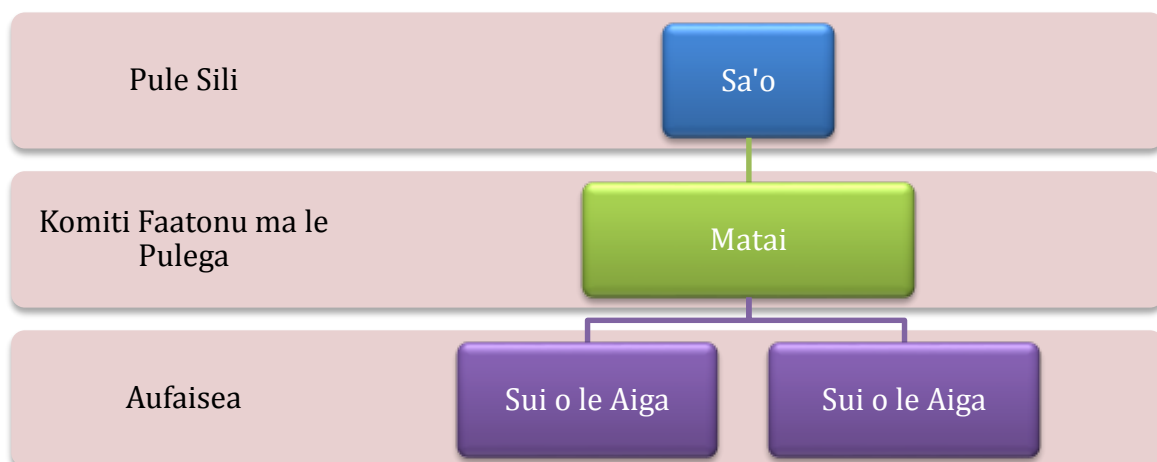 Pule Sili
Sa'o
Komiti Faatonu ma le
Pulega
Matai
Aufaisea
Sui o le Aiga
Sui o le Aiga